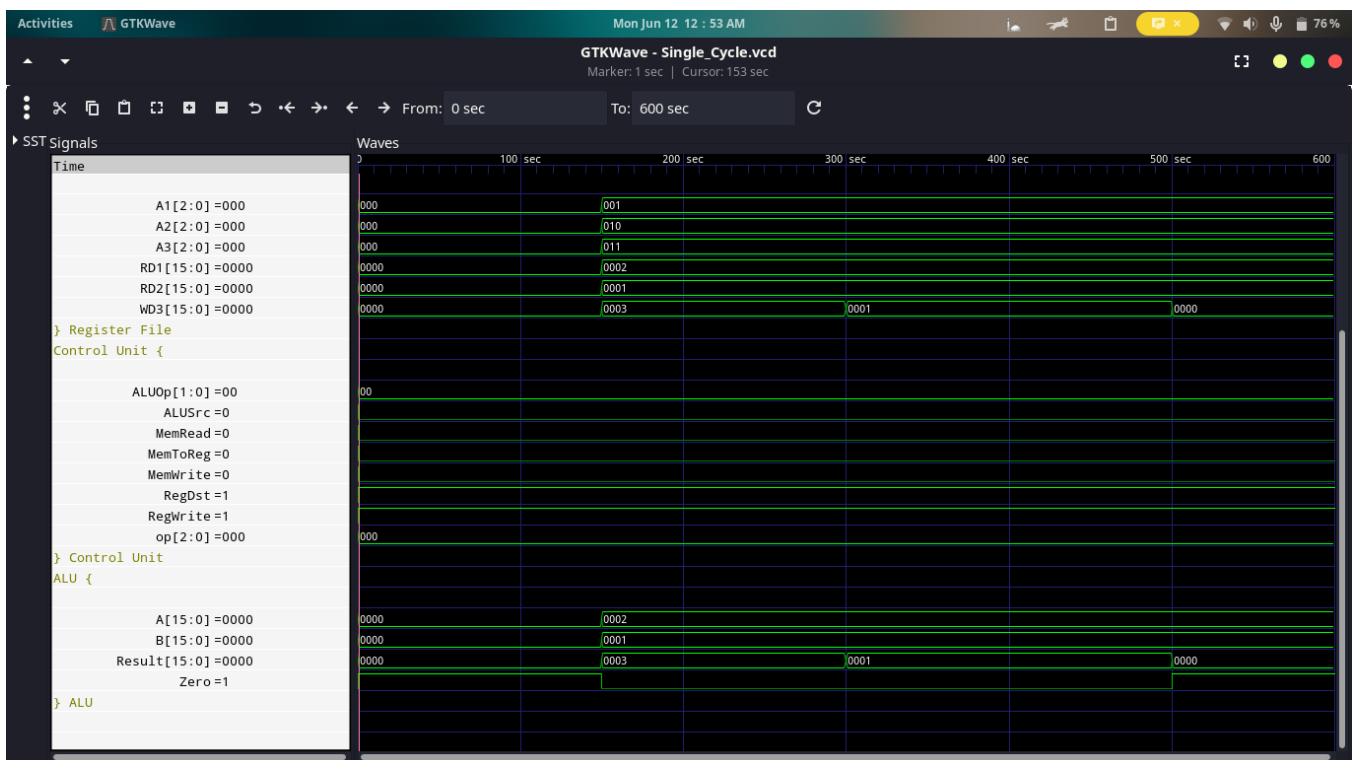 Activities GTKWave Mon Jun 12 12 : 53 AM 76 %
GTKWave - Single_Cycle.vcd
Marker: 1 sec | Cursor: 153 sec
From: 0 sec To: 600 sec
SST Signals Waves
Time 0 100 sec 200 sec 300 sec 400 sec 500 sec 600
A1[2:0] =000 000 001
A2[2:0] =000 000 010
A3[2:0] =000 000 011
RD1[15:0] =0000 0000 0002
RD2[15:0] =0000 0000 0001
WD3[15:0] =0000 0000 0003 0001 0000
} Register File
Control Unit {
ALUOp[1:0] =00 00
ALUSrc =0
MemRead =0
MemToReg =0
MemWrite =0
RegDst =1
RegWrite =1
op[2:0] =000 000
} Control Unit
ALU {
A[15:0] =0000 0000 0002
B[15:0] =0000 0000 0001
Result[15:0] =0000 0000 0003 0001 0000
Zero =1
} ALU